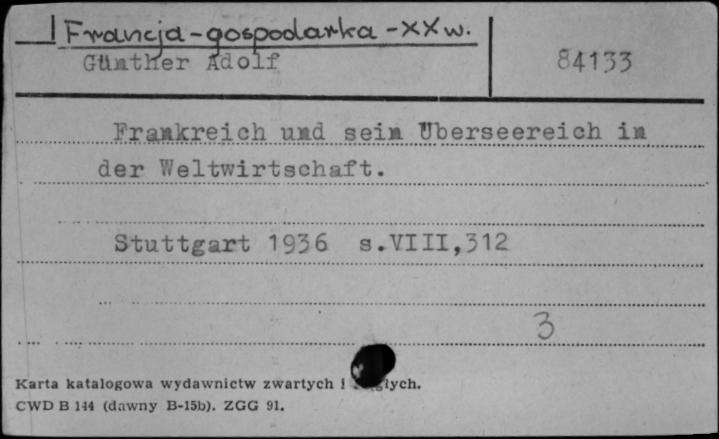 Francja-gospodarka-XX w.
Günther Adolf 84133
Frankreich und sein Überseereich in
der Weltwirtschaft.
Stuttgart 1936 s.VIII,312
3
Karta katalogowa wydawnictw zwartych i
CWD B 144 (dawny B-15b). ZGG 91.